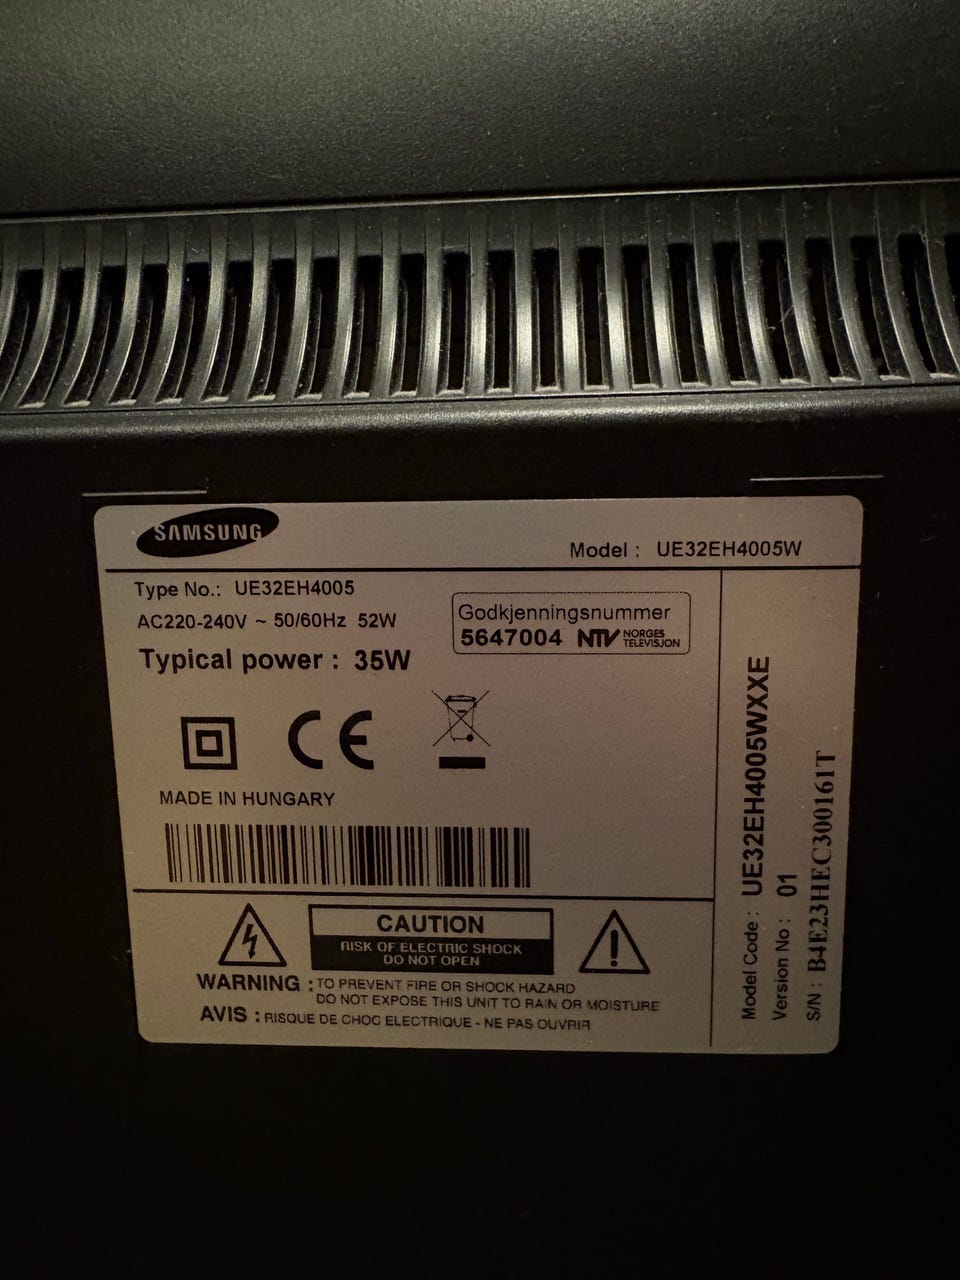 SAMSUNG
Model : UE32EH4005W
Type No.: UE32EH4005
AC220-240V ~ 50/60Hz 52W
Typical power : 35W
Godkjenningsnummer
5647004 NTV NORGES
TELEVISJON
CE
MADE IN HUNGARY
CAUTION
RISK OF ELECTRIC SHOCK
DO NOT OPEN
WARNING : TO PREVENT FIRE OR SHOCK HAZARD
DO NOT EXPOSE THIS UNIT TO RAIN OR MOISTURE
AVIS : RISQUE DE CHOC ELECTRIQUE - NE PAS OUVRIR
Model Code : UE32EH4005WXXE
Version No : 01
S/N : B4E23HEC300161T